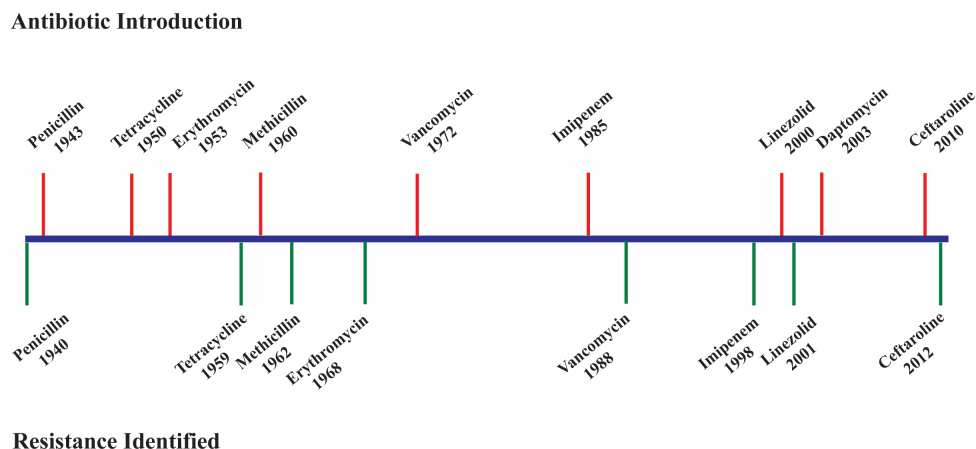 Antibiotic Introduction
Penicillin
1943
Tetracycline
1950
Erythromycin
1953
Methicillin
1960
Vancomycin
1972
Imipenem
1985
Linezolid
2000
Daptomycin
2003
Ceftaroline
2010
Penicillin
1940
Tetracycline
1959
Methicillin
1962
Erythromycin
1968
Vancomycin
1988
Imipenem
1998
Linezolid
2001
Ceftaroline
2012
Resistance Identified